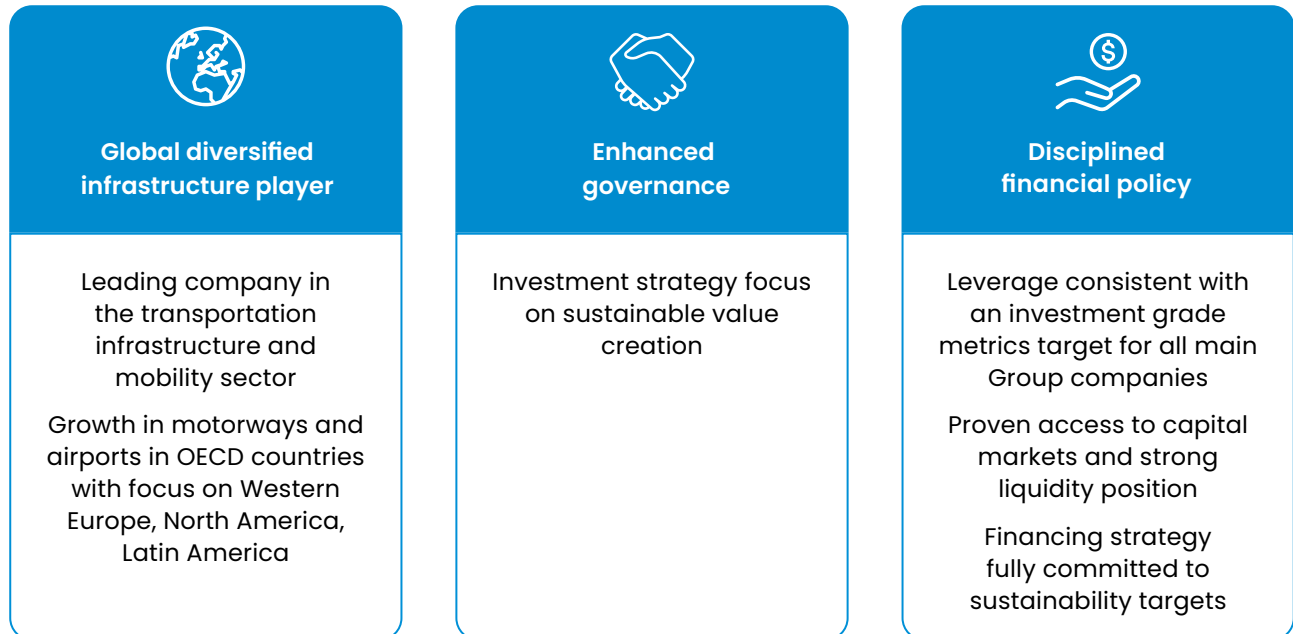 Global diversified
infrastructure player
Leading company in
the transportation
infrastructure and
mobility sector
Growth in motorways and
airports in OECD countries
with focus on Western
Europe, North America,
Latin America
Enhanced
governance
Investment strategy focus
on sustainable value
creation
$
Disciplined
financial policy
Leverage consistent with
an investment grade
metrics target for all main
Group companies
Proven access to capital
markets and strong
liquidity position
Financing strategy
fully committed to
sustainability targets